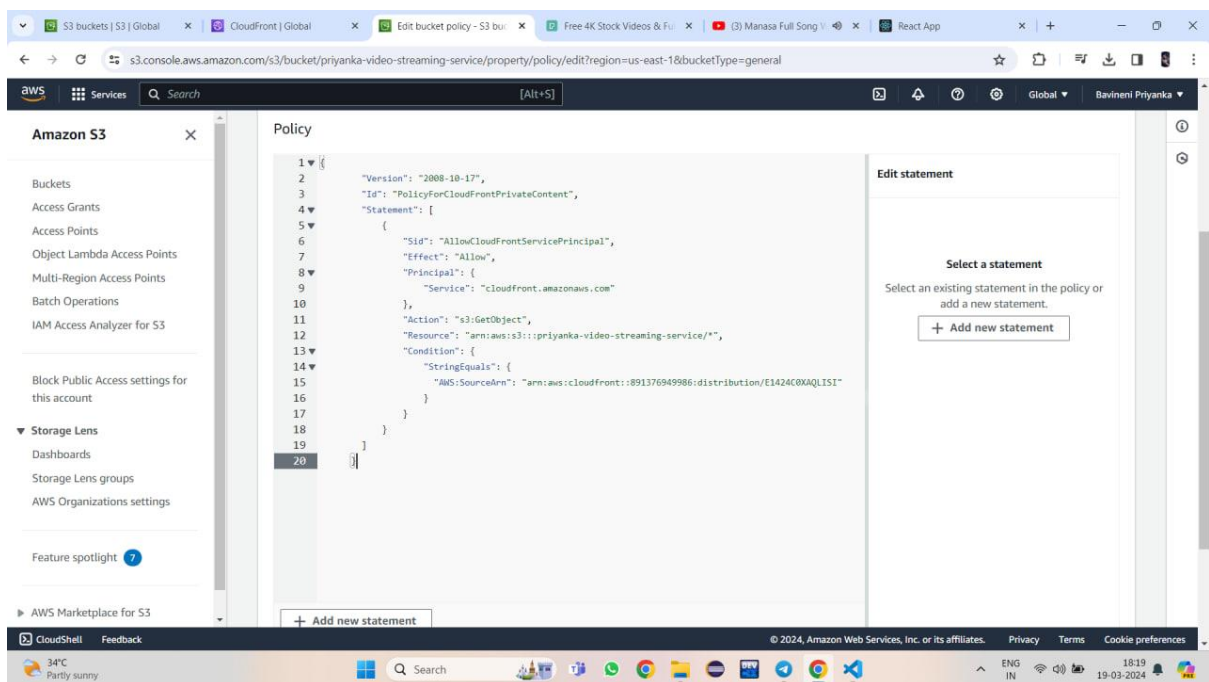 S3 buckets | S3 | Global
CloudFront | Global
Edit bucket policy - S3 buc
Free 4K Stock Videos & Fu
(3) Manasa Full Song V
React App
s3.console.aws.amazon.com/s3/bucket/priyanka-video-streaming-service/property/policy/edit?region=us-east-1&bucketType=general
aws
Services
Search
[Alt+S]
Global
Bavineni Priyanka
Amazon S3
Buckets
Access Grants
Access Points
Object Lambda Access Points
Multi-Region Access Points
Batch Operations
IAM Access Analyzer for S3
Block Public Access settings for
this account
Storage Lens
Dashboards
Storage Lens groups
AWS Organizations settings
Feature spotlight 7
AWS Marketplace for S3
Policy
1 {
2 "Version": "2008-10-17",
3 "Id": "PolicyForCloudFrontPrivateContent",
4 "Statement": [
5 {
6 "Sid": "AllowCloudFrontServicePrincipal",
7 "Effect": "Allow",
8 "Principal": {
9 "Service": "cloudfront.amazonaws.com"
10 },
11 "Action": "s3:GetObject",
12 "Resource": "arn:aws:s3:::priyanka-video-streaming-service/*",
13 "Condition": {
14 "StringEquals": {
15 "AWS:SourceArn": "arn:aws:cloudfront::891376949986:distribution/E1424C0XAQLISI"
16 }
17 }
18 }
19 ]
20 }
+ Add new statement
Edit statement
Select a statement
Select an existing statement in the policy or
add a new statement.
+ Add new statement
CloudShell Feedback
© 2024, Amazon Web Services, Inc. or its affiliates. Privacy Terms Cookie preferences
34°C
Partly sunny
Search
ENG
IN
18:19
19-03-2024